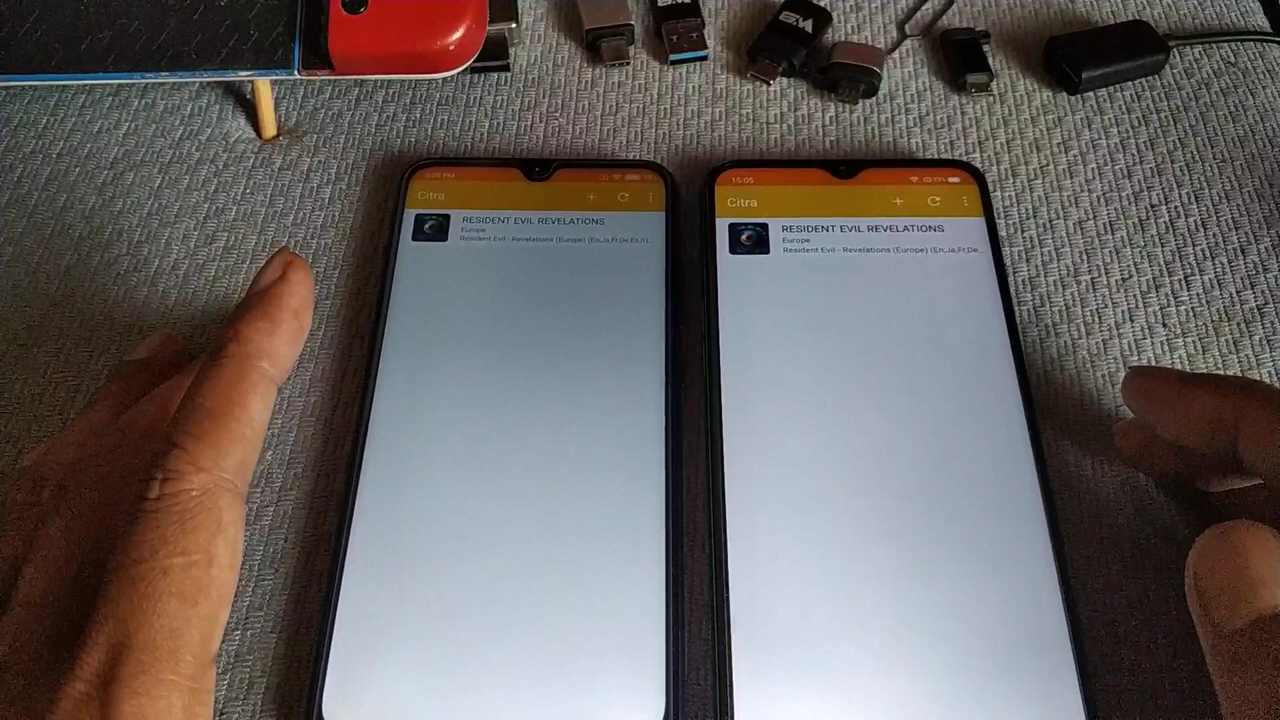 Citra
RESIDENT EVIL REVELATIONS
Europe
Resident Evil - Revelations (Europe) (En,Ja,Fr,De,Es,It)...
15:05
Citra
RESIDENT EVIL REVELATIONS
Europe
Resident Evil - Revelations (Europe) (En,Ja,Fr,De...